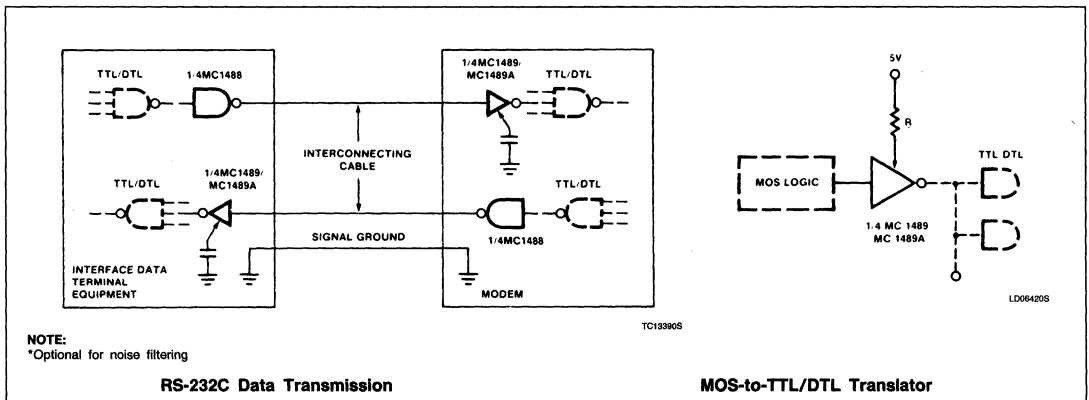 TTL/DTL
1·4MC1488
1/4MC1489/
MC1489A
TTL/DTL
INTERCONNECTING
CABLE
TTL/DTL
1/4MC1489/
MC1489A
TTL/DTL
1/4MC1488
SIGNAL GROUND
INTERFACE DATA
TERMINAL
EQUIPMENT
MODEM
TC13390S
5V
R
MOS LOGIC
TTL DTL
1·4 MC 1489
MC 1489A
LD06420S
NOTE:
*Optional for noise filtering
RS-232C Data Transmission
MOS-to-TTL/DTL Translator